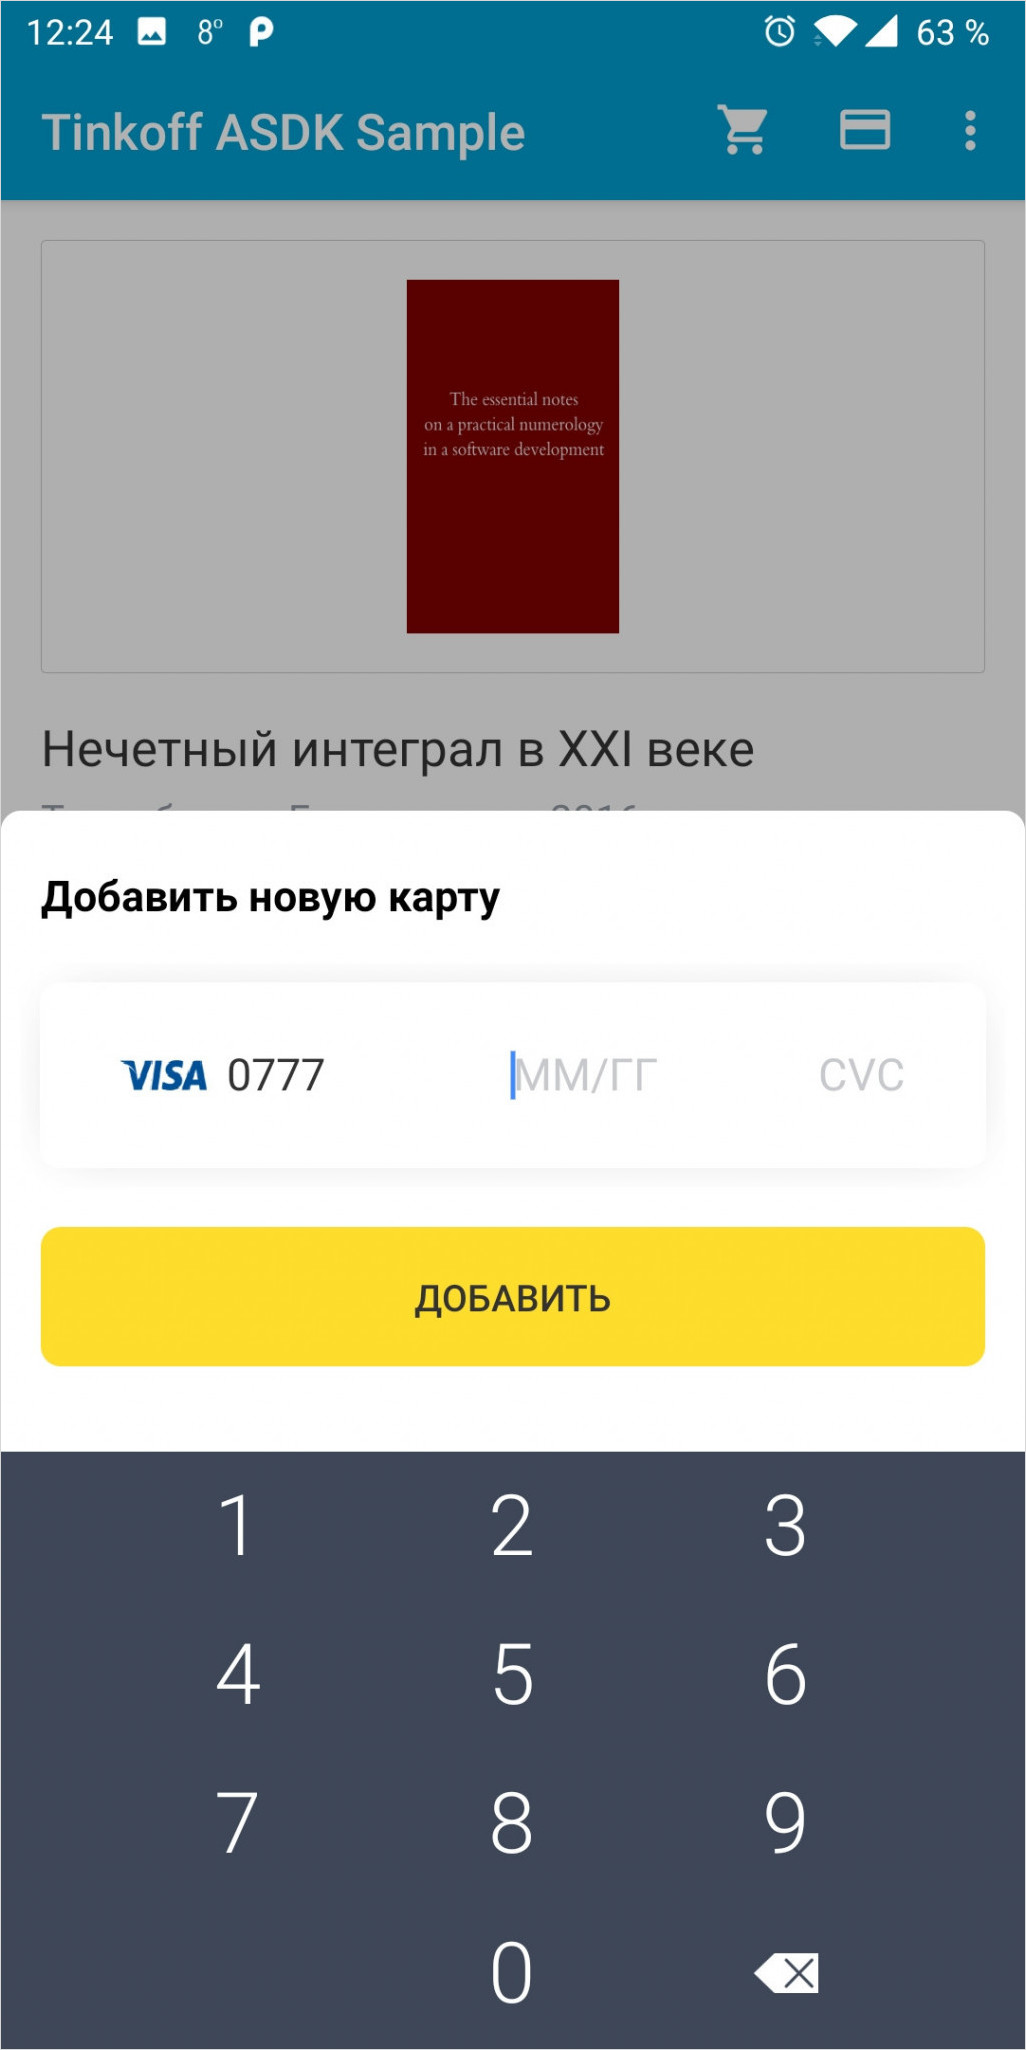 12:24 8° 63 %
Tinkoff ASDK Sample
The essential notes
on a practical numerology
in a software development
Нечетный интеграл в XXI веке
Добавить новую карту
VISA 0777 ММ/ГГ CVC
ДОБАВИТЬ
1 2 3
4 5 6
7 8 9
0